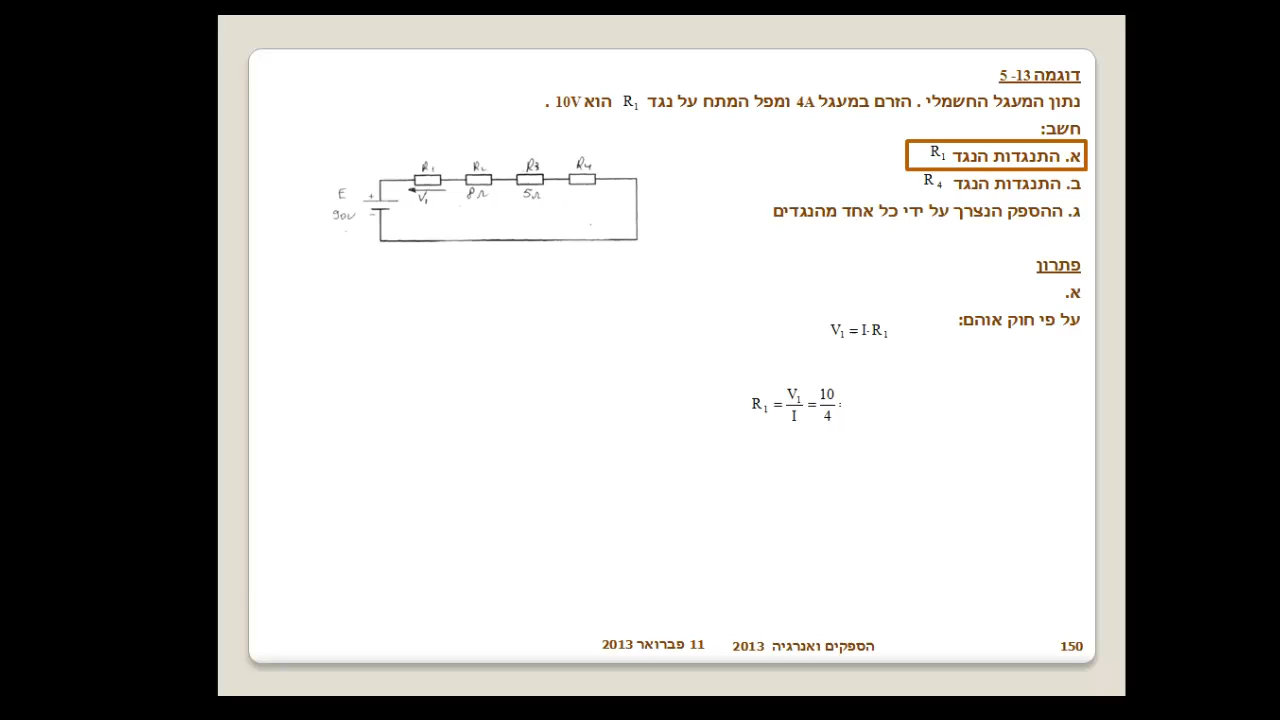 דוגמה 13- 5
נתון המעגל החשמלי . הזרם במעגל 4A ומפל המתח על נגד R₁ הוא 10V .
חשב:
א. התנגדות הנגד R₁
ב. התנגדות הנגד R₄
ג. ההספק הנצרך על ידי כל אחד מהנגדים
R₁ R₂ R3 R4
E + V₁ 8Ω 5Ω
90V -
פתרון
א.
על פי חוק אוהם: V₁ = I· R₁
R₁ = V₁/I = 10/4 =
150 הספקים ואנרגיה 2013 11 פברואר 2013